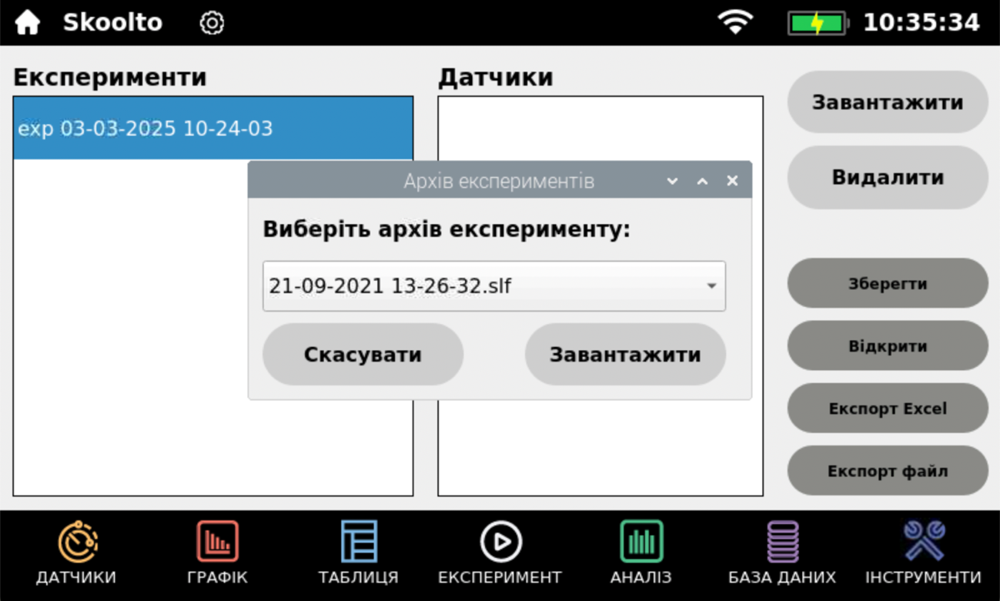 Skoolto
10:35:34
Експерименти
Датчики
exp 03-03-2025 10-24-03
Архів експериментів
Виберіть архів експерименту:
21-09-2021 13-26-32.slf
Скасувати
Завантажити
Завантажити
Видалити
Зберегти
Відкрити
Експорт Excel
Експорт файл
ДАТЧИКИ
ГРАФІК
ТАБЛИЦЯ
ЕКСПЕРИМЕНТ
АНАЛІЗ
БАЗА ДАНИХ
ІНСТРУМЕНТИ